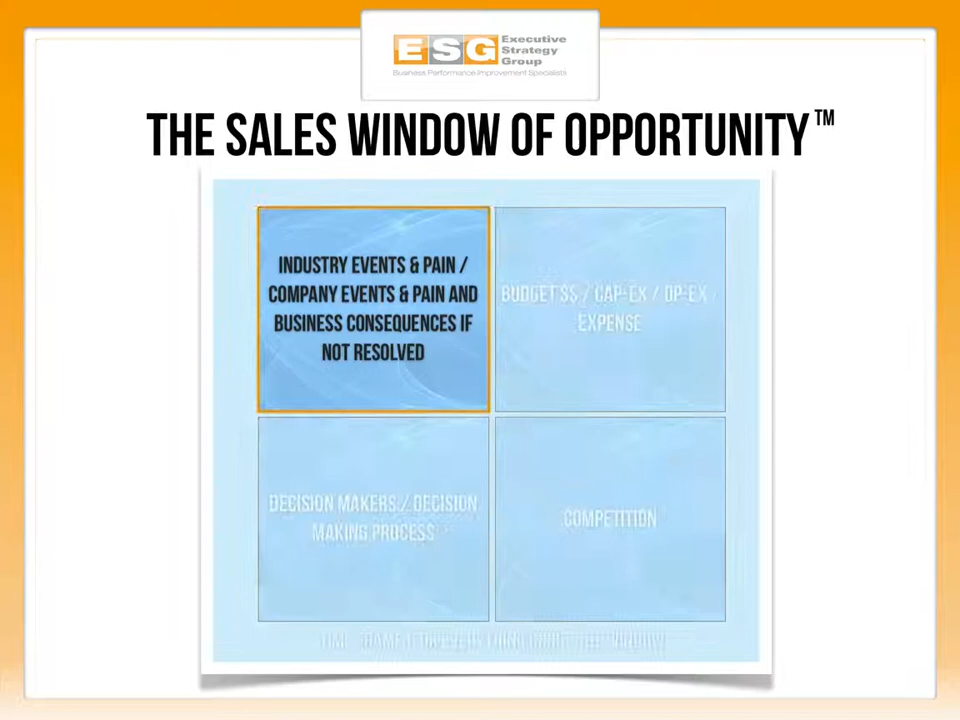 ESG Executive
Strategy
Group
Business Performance Improvement Specialists
THE SALES WINDOW OF OPPORTUNITY™
INDUSTRY EVENTS & PAIN /
COMPANY EVENTS & PAIN AND
BUSINESS CONSEQUENCES IF
NOT RESOLVED
BUDGET $$ / CAP-EX / OP-EX /
EXPENSE
DECISION MAKERS / DECISION
MAKING PROCESS
COMPETITION